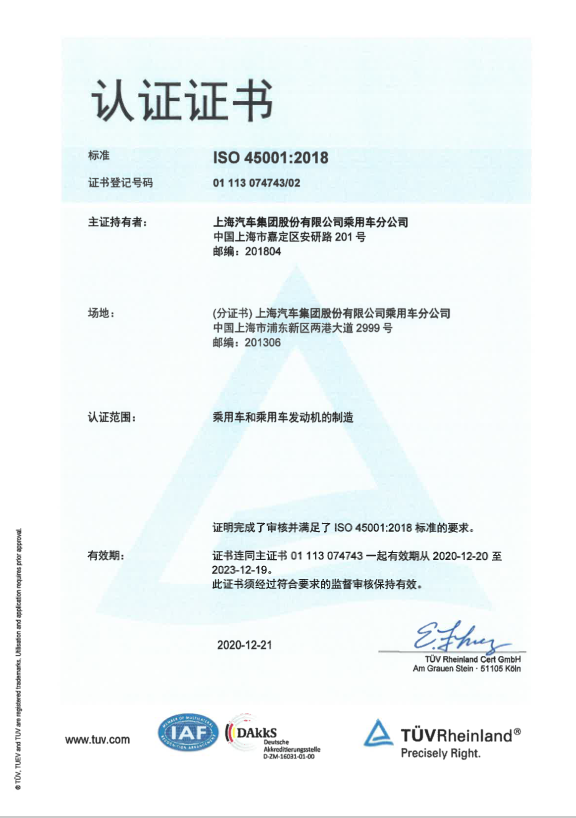 认证证书
标准 ISO 45001:2018
证书登记号码 01 113 074743/02
主证持有者： 上海汽车集团股份有限公司乘用车分公司
中国上海市嘉定区安研路 201 号
邮编：201804
场地： (分证书) 上海汽车集团股份有限公司乘用车分公司
中国上海市浦东新区两港大道 2999 号
邮编：201306
认证范围： 乘用车和乘用车发动机的制造
证明完成了审核并满足了 ISO 45001:2018 标准的要求。
有效期： 证书连同主证书 01 113 074743 一起有效期从 2020-12-20 至
2023-12-19。
此证书须经过符合要求的监督审核保持有效。
2020-12-21
TÜV Rheinland Cert GmbH
Am Grauen Stein · 51105 Köln
® TÜV, TUEV and TUV are registered trademarks. Utilisation and application requires prior approval.
www.tuv.com
MEMBER OF MULTILATERAL
IAF
RECOGNITION ARRANGEMENT
DAkkS
Deutsche
Akkreditierungsstelle
D-ZM-16031-01-00
TÜVRheinland®
Precisely Right.